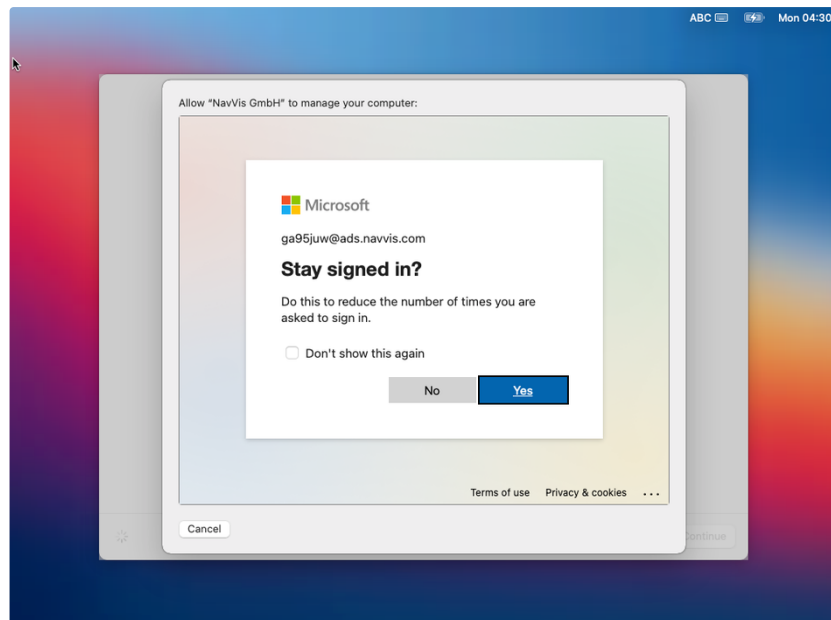 ABC Mon 04:30
Allow “NavVis GmbH” to manage your computer:
Microsoft
ga95juw@ads.navvis.com
Stay signed in?
Do this to reduce the number of times you are
asked to sign in.
Don't show this again
No Yes
Terms of use Privacy & cookies ...
Cancel
Continue